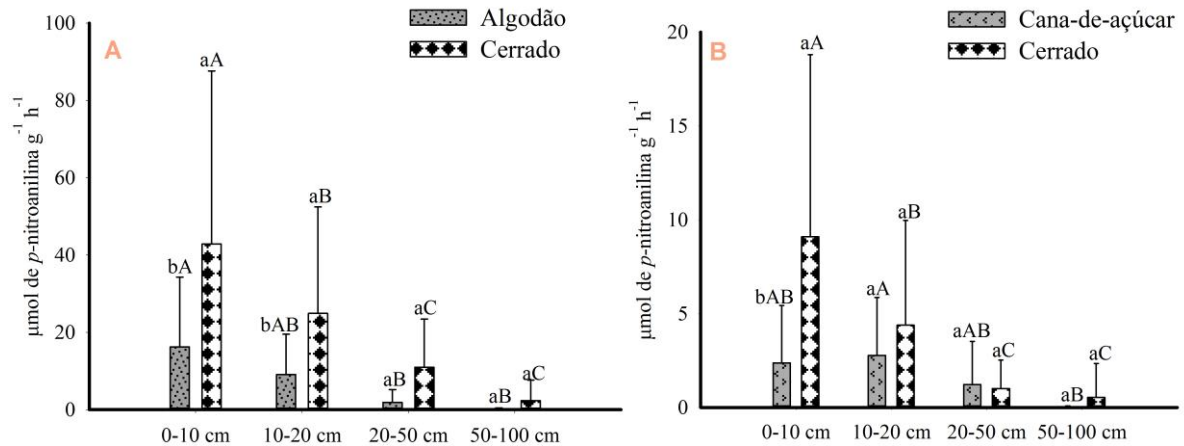 A
Algodão
Cerrado
µmol de p-nitroanilina g⁻¹ h⁻¹
100
80
60
40
20
0
bA
aA
bAB
aB
aB
aC
aB
aC
0-10 cm
10-20 cm
20-50 cm
50-100 cm
B
Cana-de-açúcar
Cerrado
µmol de p-nitroanilina g⁻¹ h⁻¹
20
15
10
5
0
bAB
aA
aA
aB
aAB
aC
aB
aC
0-10 cm
10-20 cm
20-50 cm
50-100 cm